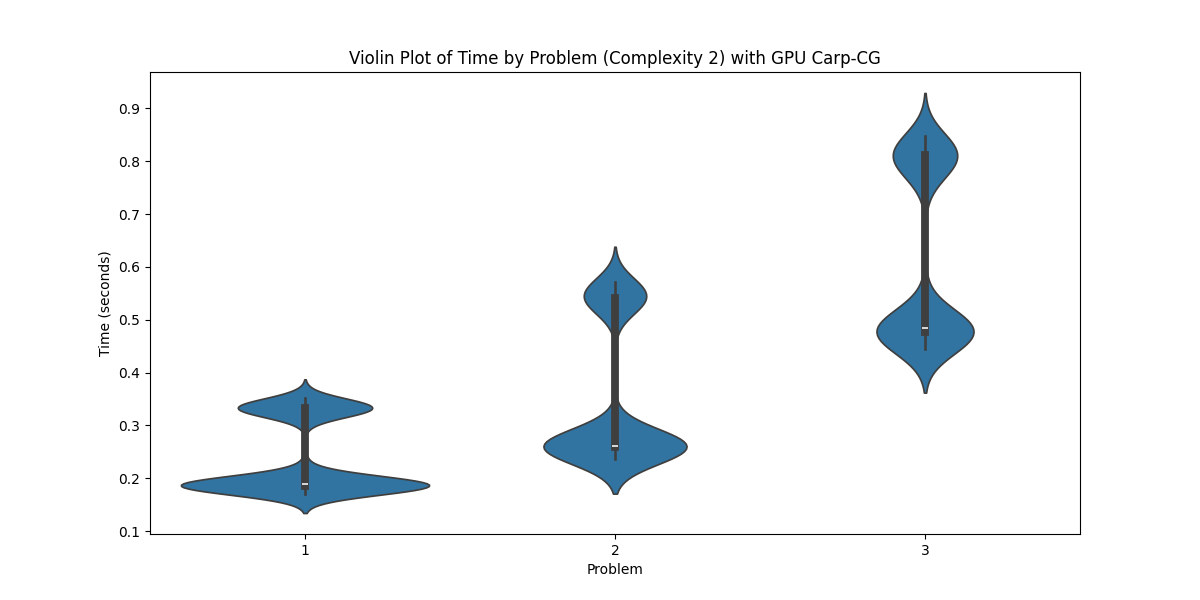 Violin Plot of Time by Problem (Complexity 2) with GPU Carp-CG
0.9
0.8
0.7
0.6
0.5
0.4
0.3
0.2
0.1
Time (seconds)
1 2 3
Problem